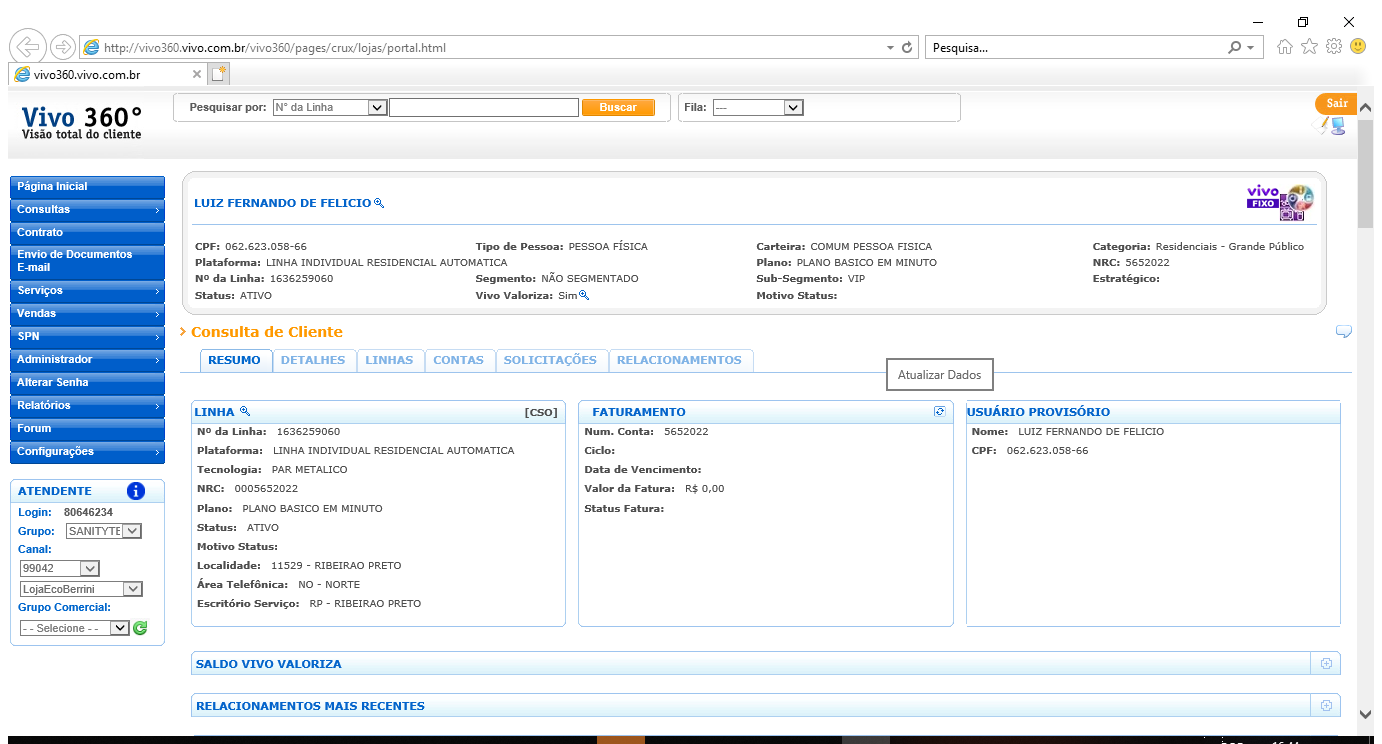 http://vivo360.vivo.com.br/vivo360/pages/crux/lojas/portal.html
Pesquisa...
vivo360.vivo.com.br
Vivo 360°
Visão total do cliente
Pesquisar por: N° da Linha Buscar
Fila: ---
Sair
Página Inicial
Consultas
Contrato
Envio de Documentos
E-mail
Serviços
Vendas
SPN
Administrador
Alterar Senha
Relatórios
Forum
Configurações
ATENDENTE
Login: 80646234
Grupo: SANITYTE
Canal:
99042
LojaEcoBerrini
Grupo Comercial:
- - Selecione - -
LUIZ FERNANDO DE FELICIO
vivo
FIXO
CPF: 062.623.058-66 Tipo de Pessoa: PESSOA FÍSICA Carteira: COMUM PESSOA FISICA Categoria: Residenciais - Grande Público
Plataforma: LINHA INDIVIDUAL RESIDENCIAL AUTOMATICA Plano: PLANO BASICO EM MINUTO NRC: 5652022
Nº da Linha: 1636259060 Segmento: NÃO SEGMENTADO Sub-Segmento: VIP Estratégico:
Status: ATIVO Vivo Valoriza: Sim Motivo Status:
Consulta de Cliente
RESUMO DETALHES LINHAS CONTAS SOLICITAÇÕES RELACIONAMENTOS
Atualizar Dados
LINHA [CSO]
Nº da Linha: 1636259060
Plataforma: LINHA INDIVIDUAL RESIDENCIAL AUTOMATICA
Tecnologia: PAR METALICO
NRC: 0005652022
Plano: PLANO BASICO EM MINUTO
Status: ATIVO
Motivo Status:
Localidade: 11529 - RIBEIRAO PRETO
Área Telefônica: NO - NORTE
Escritório Serviço: RP - RIBEIRAO PRETO
FATURAMENTO
Num. Conta: 5652022
Ciclo:
Data de Vencimento:
Valor da Fatura: R$ 0,00
Status Fatura:
USUÁRIO PROVISÓRIO
Nome: LUIZ FERNANDO DE FELICIO
CPF: 062.623.058-66
SALDO VIVO VALORIZA
RELACIONAMENTOS MAIS RECENTES